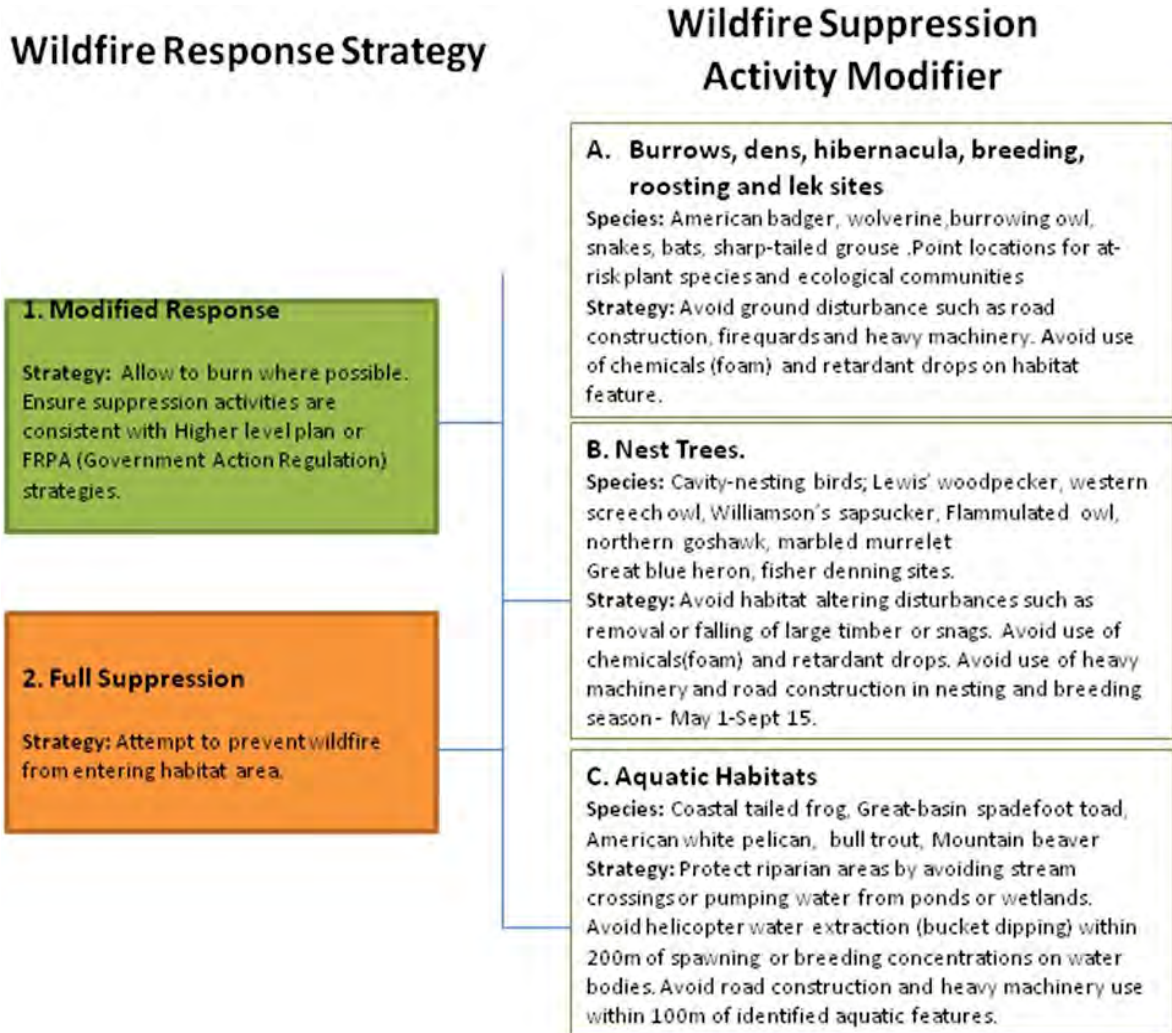 Wildfire Response Strategy
Wildfire Suppression
Activity Modifier
1. Modified Response
Strategy: Allow to burn where possible.
Ensure suppression activities are
consistent with Higher level plan or
FRPA (Government Action Regulation)
strategies.
2. Full Suppression
Strategy: Attempt to prevent wildfire
from entering habitat area.
A. Burrows, dens, hibernacula, breeding,
roosting and lek sites
Species: American badger, wolverine,burrowing owl,
snakes, bats, sharp-tailed grouse .Point locations for at-
risk plant species and ecological communities
Strategy: Avoid ground disturbance such as road
construction, fireguards and heavy machinery. Avoid use
of chemicals (foam) and retardant drops on habitat
feature.
B. Nest Trees.
Species: Cavity-nesting birds; Lewis' woodpecker, western
screech owl, Williamson's sapsucker, Flammulated owl,
northern goshawk, marbled murrelet
Great blue heron, fisher denning sites.
Strategy: Avoid habitat altering disturbances such as
removal or falling of large timber or snags. Avoid use of
chemicals(foam) and retardant drops. Avoid use of heavy
machinery and road construction in nesting and breeding
season- May 1-Sept 15.
C. Aquatic Habitats
Species: Coastal tailed frog, Great-basin spadefoot toad,
American white pelican, bull trout, Mountain beaver
Strategy: Protect riparian areas by avoiding stream
crossings or pumping water from ponds or wetlands.
Avoid helicopter water extraction (bucket dipping) within
200m of spawning or breeding concentrations on water
bodies. Avoid road construction and heavy machinery use
within 100m of identified aquatic features.